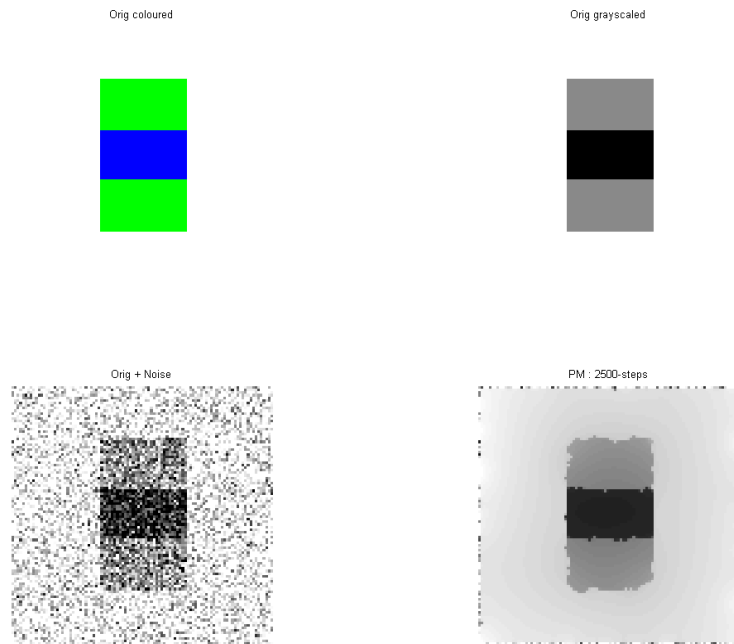 Orig coloured
Orig grayscaled
Orig + Noise
PM : 2500-steps